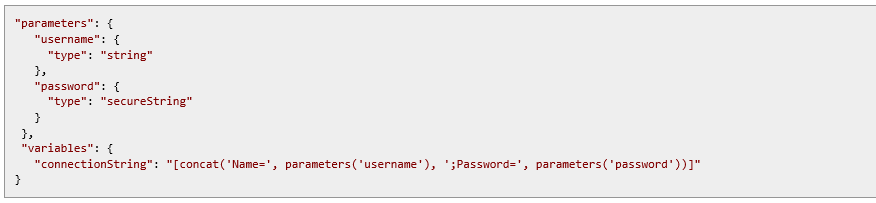 "parameters": {
"username": {
"type": "string"
},
"password": {
"type": "secureString"
}
},
"variables": {
"connectionString": "[concat('Name=', parameters('username'), ';Password=', parameters('password'))]"
}